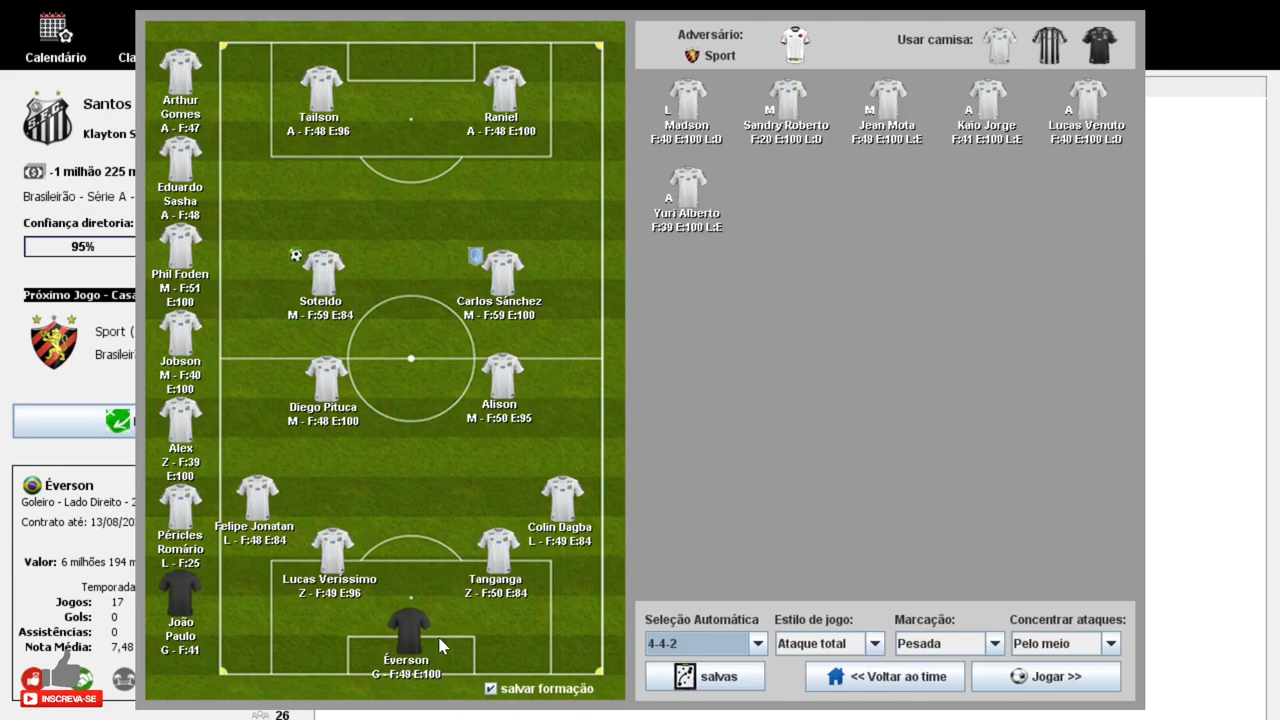 Calendário
Cla
Santos
Klayton S
-1 milhão 225 m
Brasileirão - Série A -
Confiança diretoria:
95%
Próximo Jogo - Casa
Sport (
Brasileir
Éverson
Goleiro - Lado Direito - 2
Contrato até: 13/08/20
Valor: 6 milhões 194 m
Temporada
Jogos: 17
Gols: 0
Assistências: 0
Nota Média: 7,48
INSCREVA-SE
26
Arthur
Gomes
A - F:47
Eduardo
Sasha
A - F:48
Phil Foden
M - F:51
E:100
Jobson
M - F:40
E:100
Alex
Z - F:39
E:100
Péricles
Romário
L - F:25
João
Paulo
G - F:41
Tailson
A - F:48 E:96
Raniel
A - F:48 E:100
Soteldo
M - F:59 E:84
Carlos Sánchez
M - F:59 E:100
Diego Pituca
M - F:48 E:100
Alison
M - F:50 E:95
Felipe Jonatan
L - F:48 E:84
Colin Dagba
L - F:49 E:84
Lucas Veríssimo
Z - F:49 E:96
Tanganga
Z - F:50 E:84
Éverson
G - F:48 E:100
salvar formação
Adversário:
Sport
Usar camisa:
L
Madson
F:40 E:100 L:D
M
Sandry Roberto
F:20 E:100 L:D
M
Jean Mota
F:48 E:100 L:E
A
Kaio Jorge
F:41 E:100 L:E
A
Lucas Venuto
F:40 E:100 L:D
A
Yuri Alberto
F:39 E:100 L:E
Seleção Automática
Estilo de jogo:
Marcação:
Concentrar ataques:
4-4-2
Ataque total
Pesada
Pelo meio
salvas
<< Voltar ao time
Jogar >>